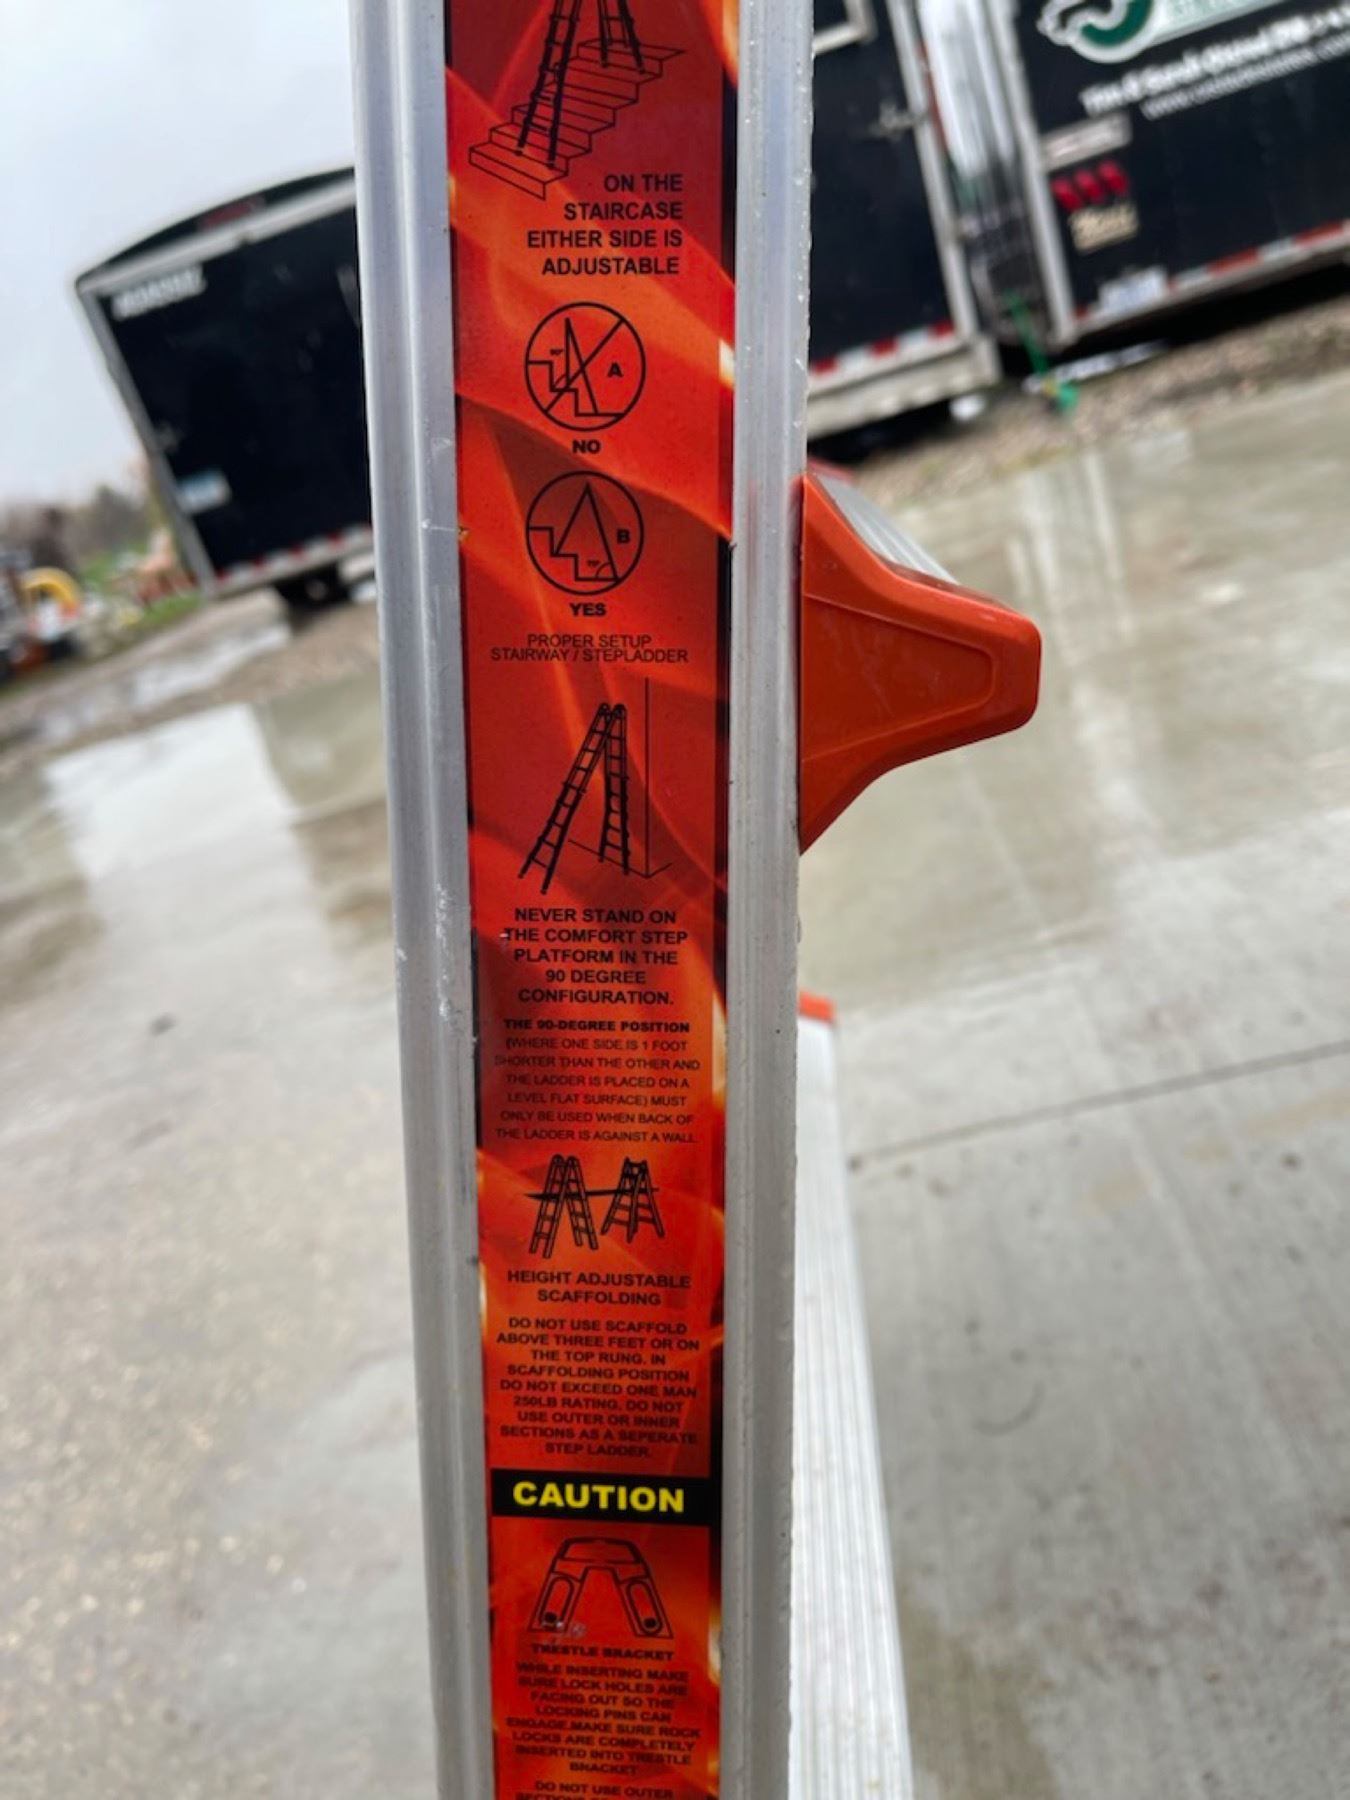 ON THE
STAIRCASE
EITHER SIDE IS
ADJUSTABLE
A
NO
B
YES
PROPER SETUP
STAIRWAY / STEPLADDER
NEVER STAND ON
THE COMFORT STEP
PLATFORM IN THE
90 DEGREE
CONFIGURATION.
THE 90-DEGREE POSITION
(WHERE ONE SIDE IS 1 FOOT
SHORTER THAN THE OTHER AND
THE LADDER IS PLACED ON A
LEVEL FLAT SURFACE) MUST
ONLY BE USED WHEN BACK OF
THE LADDER IS AGAINST A WALL.
HEIGHT ADJUSTABLE
SCAFFOLDING
DO NOT USE SCAFFOLD
ABOVE THREE FEET OR ON
THE TOP RUNG. IN
SCAFFOLDING POSITION
DO NOT EXCEED ONE MAN
250LB RATING. DO NOT
USE OUTER OR INNER
SECTIONS AS A SEPERATE
STEP LADDER.
CAUTION
TRESTLE BRACKET
WHILE INSERTING MAKE
SURE LOCK HOLES ARE
FACING OUT SO THE
LOCKING PINS CAN
ENGAGE.MAKE SURE ROCK
LOCKS ARE COMPLETELY
INSERTED INTO TRESTLE
BRACKET
DO NOT USE OUTER